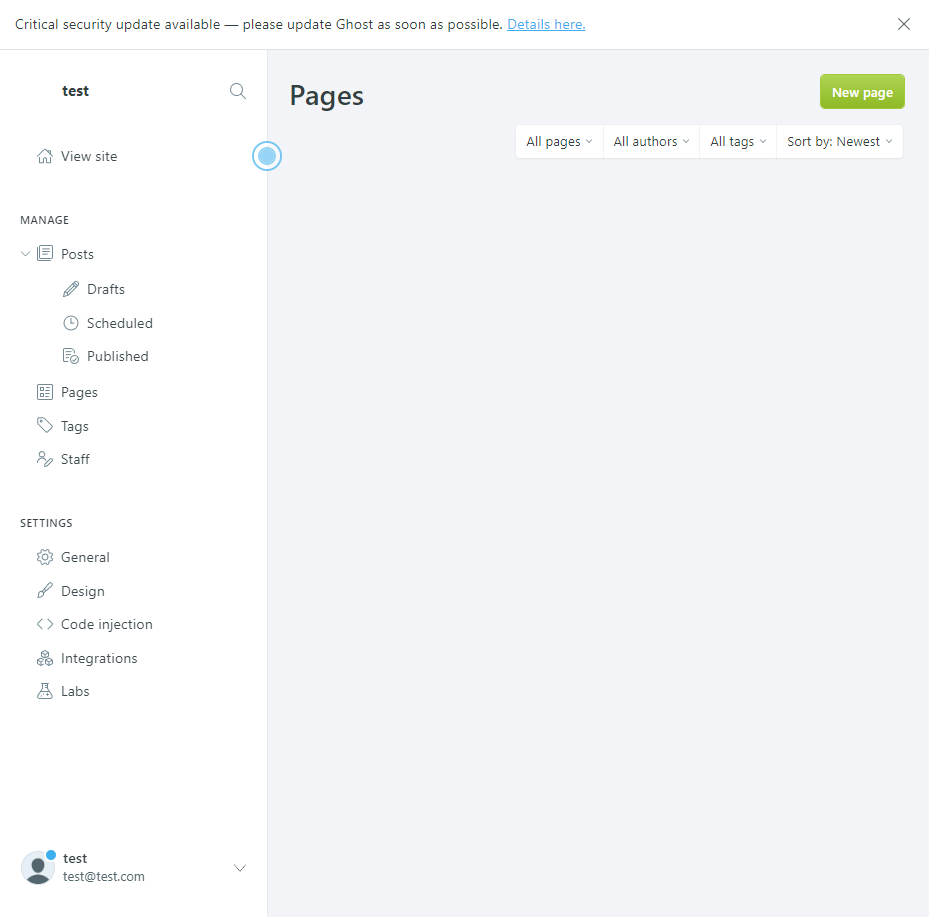 Critical security update available — please update Ghost as soon as possible. Details here.
test
View site
MANAGE
Posts
Drafts
Scheduled
Published
Pages
Tags
Staff
SETTINGS
General
Design
Code injection
Integrations
Labs
test
test@test.com
Pages
New page
All pages All authors All tags Sort by: Newest